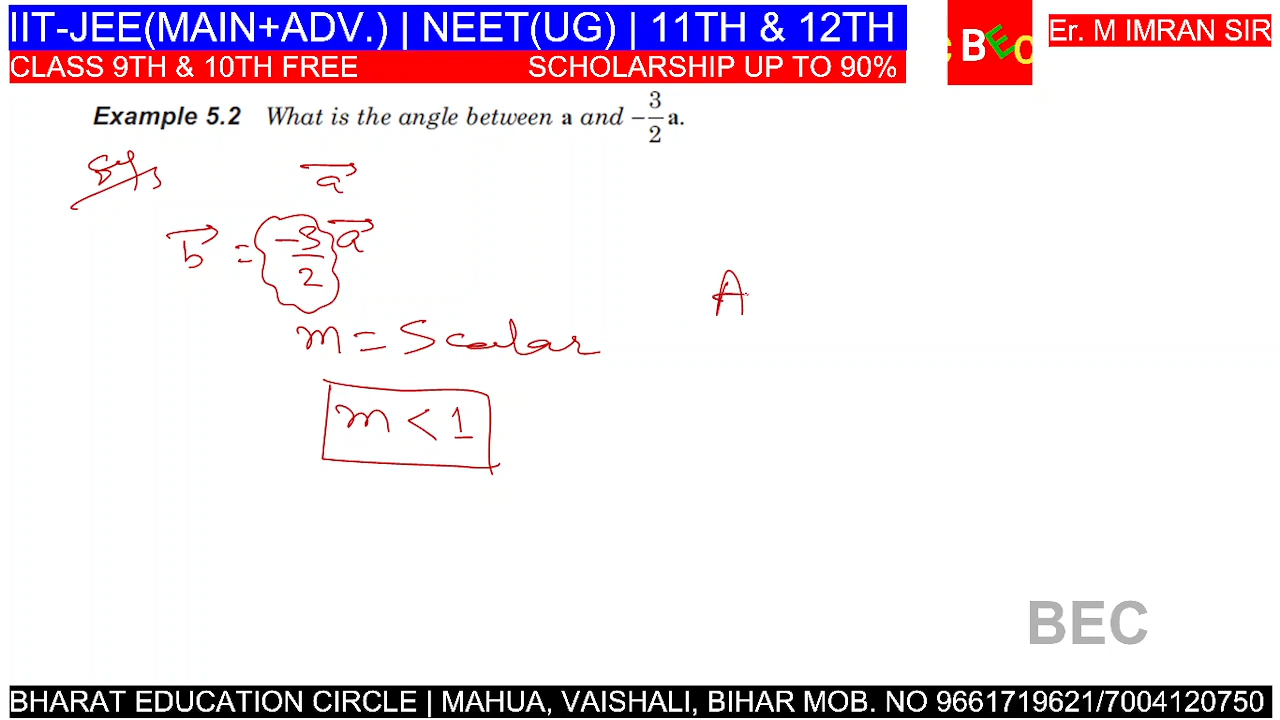 IIT-JEE(MAIN+ADV.) | NEET(UG) | 11TH & 12TH
CLASS 9TH & 10TH FREE SCHOLARSHIP UP TO 90%
BEC
Er. M IMRAN SIR
Example 5.2 What is the angle between a and −3/2 a.
Sol,
a⃗
b⃗ = −3/2 a⃗
m = Scalar
A
m < 1
BEC
BHARAT EDUCATION CIRCLE | MAHUA, VAISHALI, BIHAR MOB. NO 9661719621/7004120750